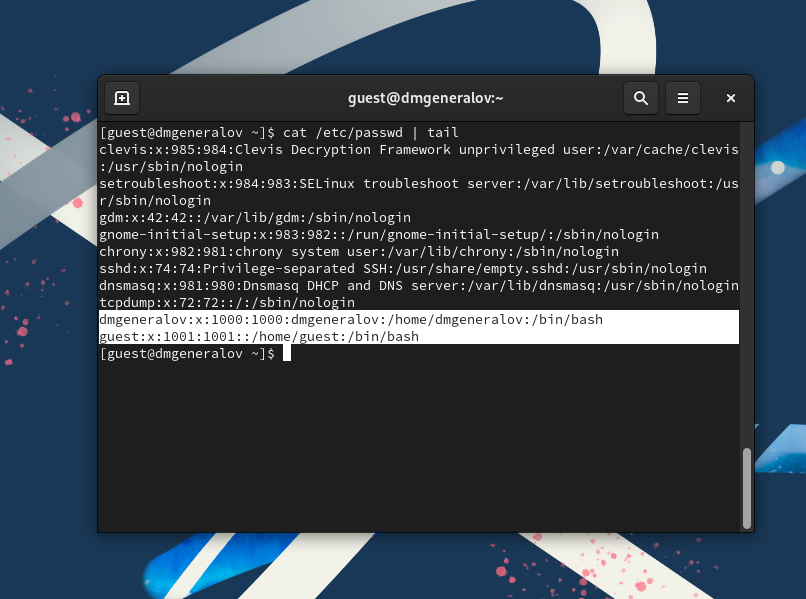 guest@dmgeneralov:~
[guest@dmgeneralov ~]$ cat /etc/passwd | tail
clevis:x:985:984:Clevis Decryption Framework unprivileged user:/var/cache/clevis
:/usr/sbin/nologin
setroubleshoot:x:984:983:SELinux troubleshoot server:/var/lib/setroubleshoot:/us
r/sbin/nologin
gdm:x:42:42::/var/lib/gdm:/sbin/nologin
gnome-initial-setup:x:983:982::/run/gnome-initial-setup/:/sbin/nologin
chrony:x:982:981:chrony system user:/var/lib/chrony:/sbin/nologin
sshd:x:74:74:Privilege-separated SSH:/usr/share/empty.sshd:/usr/sbin/nologin
dnsmasq:x:981:980:Dnsmasq DHCP and DNS server:/var/lib/dnsmasq:/usr/sbin/nologin
tcpdump:x:72:72::/:/sbin/nologin
dmgeneralov:x:1000:1000:dmgeneralov:/home/dmgeneralov:/bin/bash
guest:x:1001:1001::/home/guest:/bin/bash
[guest@dmgeneralov ~]$